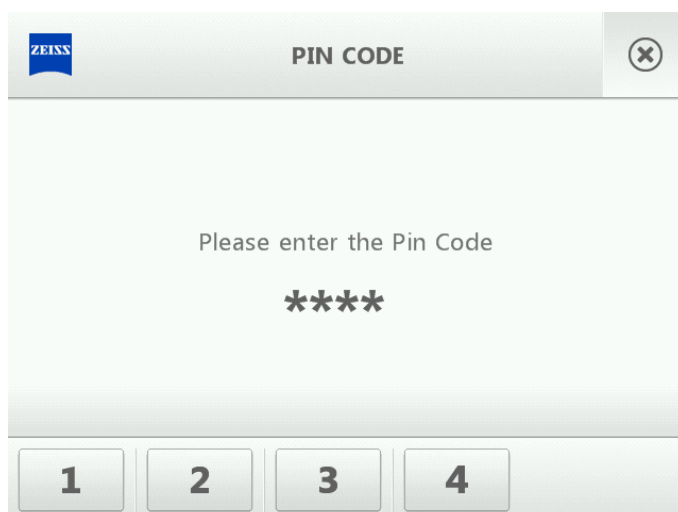 ZEISS
PIN CODE
Please enter the Pin Code
****
1 2 3 4